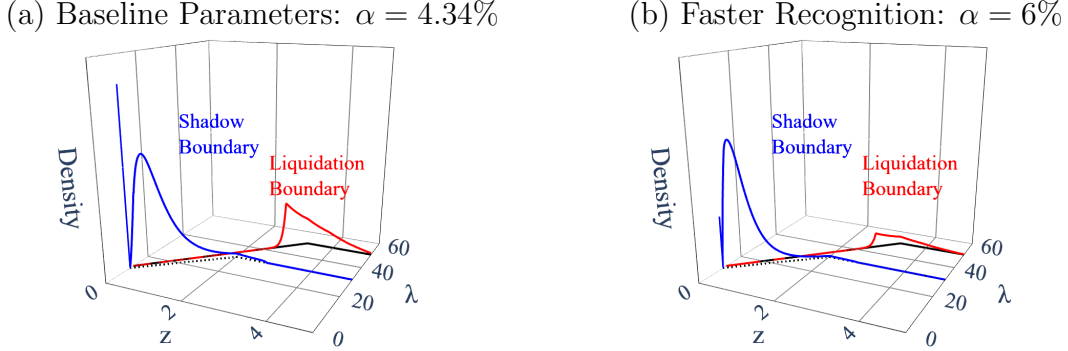 (a) Baseline Parameters: α = 4.34%
Shadow
Boundary
Liquidation
Boundary
Density
0
2
4
z
0
20
40
60
λ
(b) Faster Recognition: α = 6%
Shadow
Boundary
Liquidation
Boundary
Density
0
2
4
z
0
20
40
60
λ